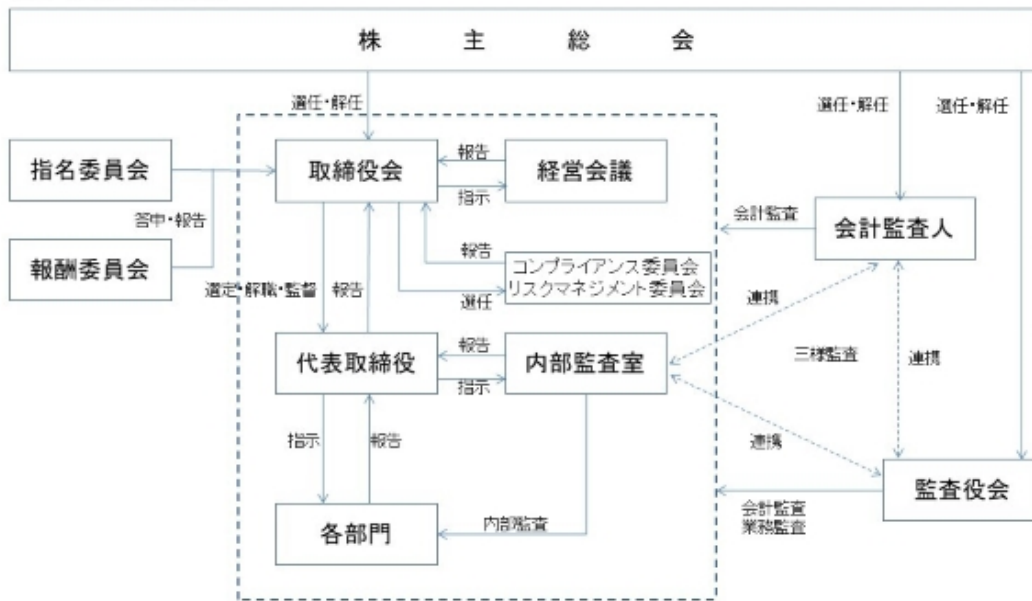 株主総会
選任・解任
選任・解任
選任・解任
指名委員会
取締役会
報告
指示
経営会議
答申・報告
報酬委員会
会計監査
会計監査人
報告
コンプライアンス委員会
リスクマネジメント委員会
選任
選定・解職・監督
報告
連携
三様監査
連携
代表取締役
報告
指示
内部監査室
指示
報告
連携
監査役会
会計監査
業務監査
各部門
内部監査